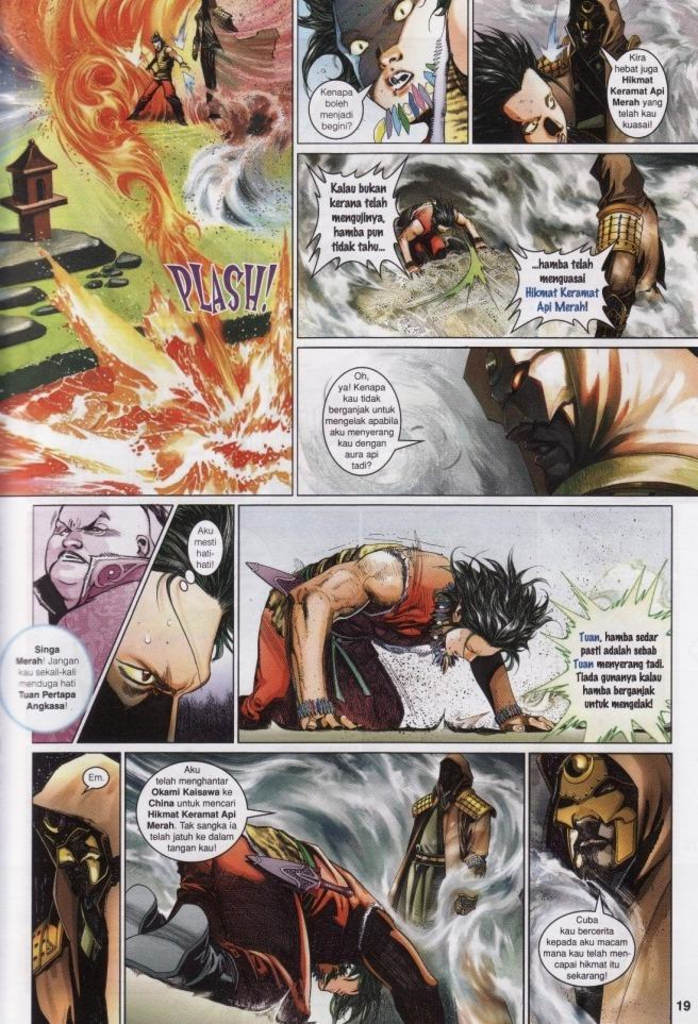 PLASH!
Kenapa
boleh
menjadi
begini?
Kira
hebat juga
Hikmat
Keramat Api
Merah yang
telah kau
kuasai!
Kalau bukan
kerana telah
mengujinya,
hamba pun
tidak tahu...
...hamba telah
menguasai
Hikmat Keramat
Api Merah!
Oh,
ya! Kenapa
kau tidak
berganjak untuk
mengelak apabila
aku menyerang
kau dengan
aura api
tadi?
Singa
Merah! Jangan
kau sekali-kali
menduga hati
Tuan Pertapa
Angkasa!
Aku
mesti
hati-
hati!
Tuan, hamba sedar
pasti adalah sebab
Tuan menyerang tadi.
Tiada gunanya kalau
hamba berganjak
untuk mengelak!
Em.
Aku
telah menghantar
Okami Kaisawa ke
China untuk mencari
Hikmat Keramat Api
Merah. Tak sangka ia
telah jatuh ke dalam
tangan kau!
Cuba
kau bercerita
kepada aku macam
mana kau telah men-
capai hikmat itu
sekarang!
19